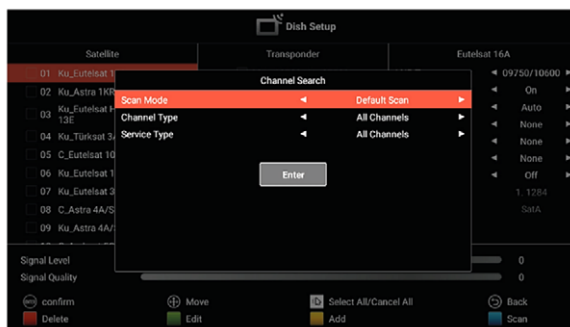 Dish Setup
Satellite Transponder Eutelsat 16A
01 Ku_Eutelsat 1
09750/10600
Channel Search
02 Ku_Astra 1KR
On
Scan Mode Default Scan
03 Ku_Eutelsat H
13E
Auto
Channel Type All Channels
None
04 Ku_Türksat 3
Service Type All Channels
None
05 C_Eutelsat 10
None
06 Ku_Eutelsat 1
Enter
Off
07 Ku_Eutelsat 3
1. 1284
08 C_Astra 4A/S
SatA
09 Ku_Astra 4A/
Signal Level 0
Signal Quality 0
confirm Move Select All/Cancel All Back
Delete Edit Add Scan